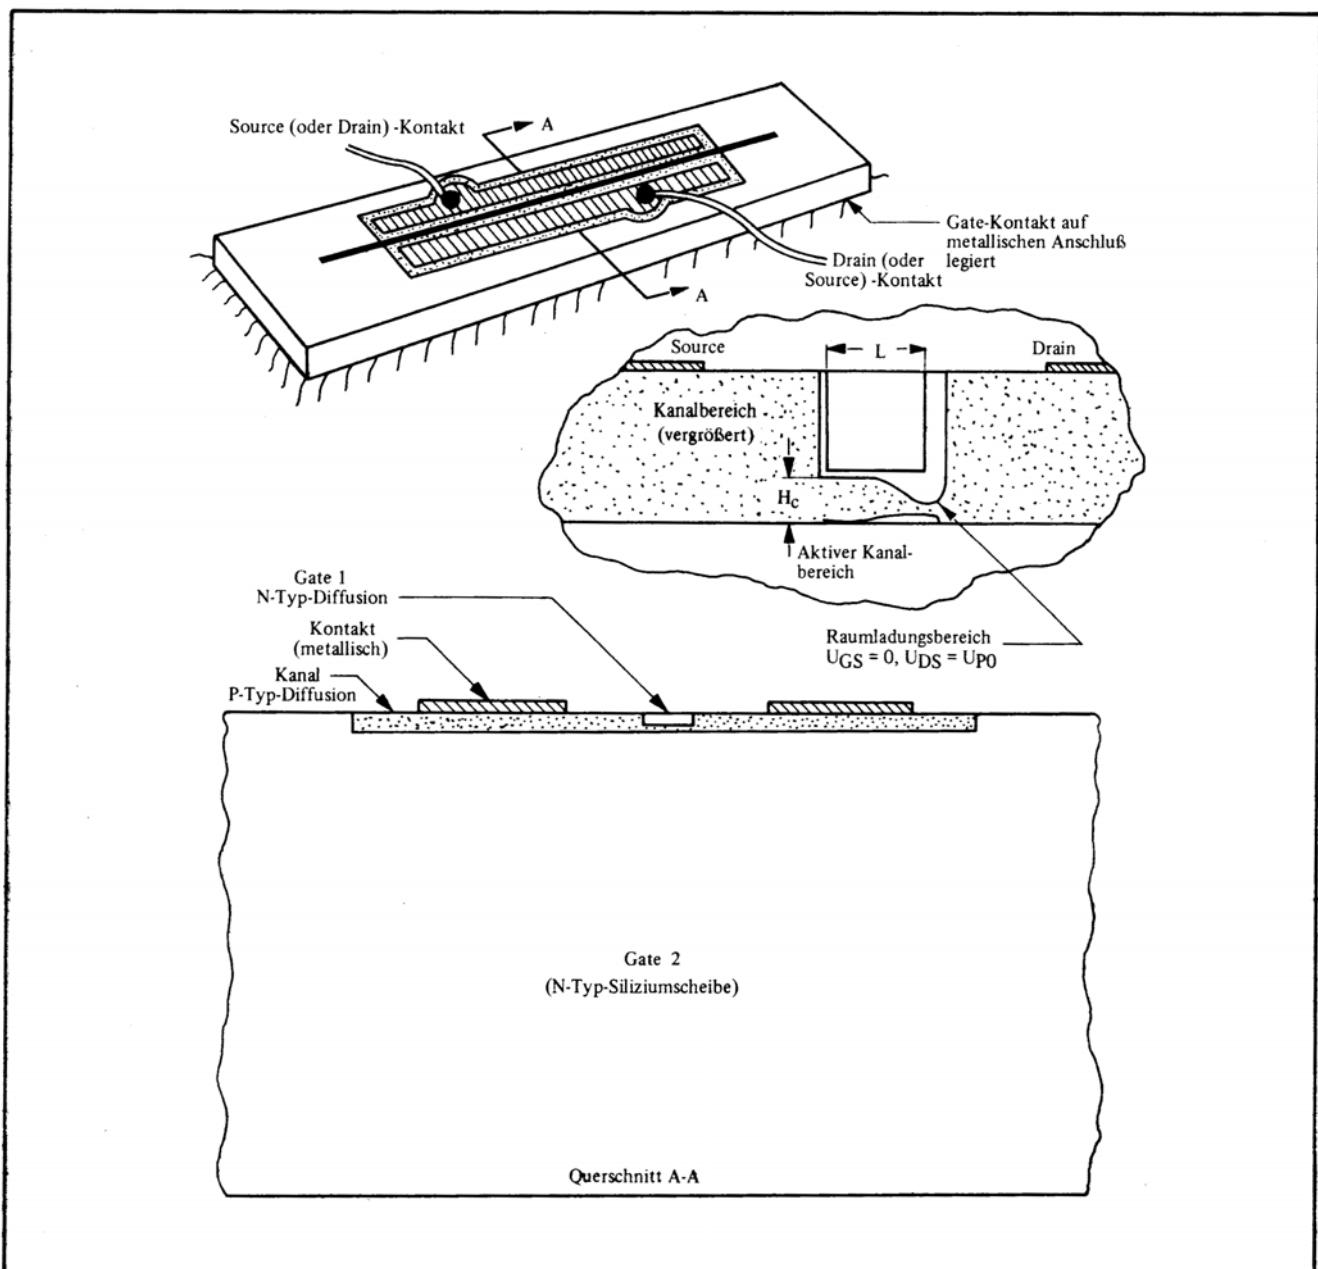 Source (oder Drain) -Kontakt
A
Gate-Kontakt auf
metallischen Anschluß
legiert
Drain (oder
Source) -Kontakt
A
Source
L
Drain
Kanalbereich
(vergrößert)
Hc
Aktiver Kanal-
bereich
Raumladungsbereich
UGS = 0, UDS = UP0
Gate 1
N-Typ-Diffusion
Kontakt
(metallisch)
Kanal
P-Typ-Diffusion
Gate 2
(N-Typ-Siliziumscheibe)
Querschnitt A-A